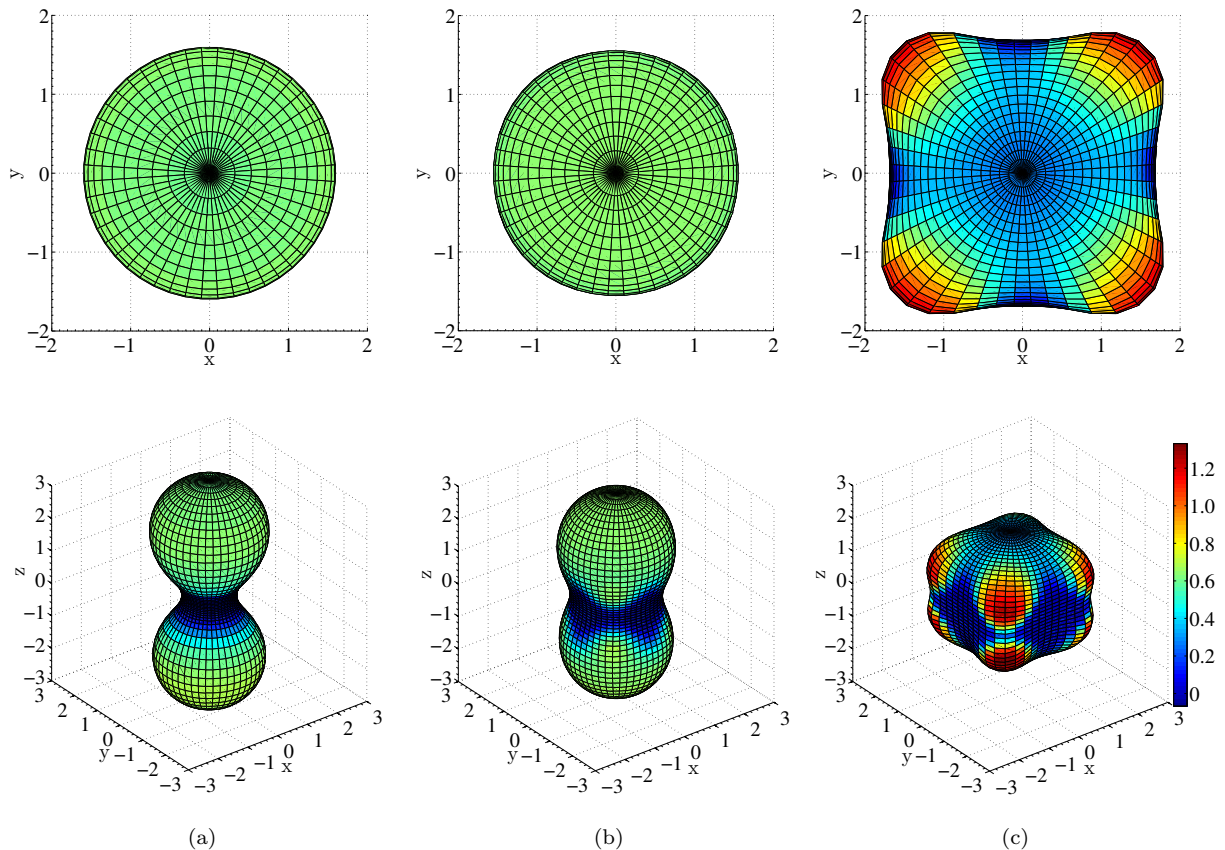 2 2 2
1 1 1
y 0 y 0 y 0
−1 −1 −1
−2 −2 −2
−2 −1 0 1 2 −2 −1 0 1 2 −2 −1 0 1 2
x x x
3 3 3 1.2
2 2 2 1.0
1 1 1 0.8
z 0 z 0 z 0 0.6
−1 −1 −1 0.4
−2 −2 −2 0.2
−3 −3 −3 0
3 2 1 0 −1 −2 −3 3 2 1 0 −1 −2 −3 3 2 1 0 −1 −2 −3
y y y
−3 −2 −1 0 1 2 3 −3 −2 −1 0 1 2 3 −3 −2 −1 0 1 2 3
x x x
(a) (b) (c)